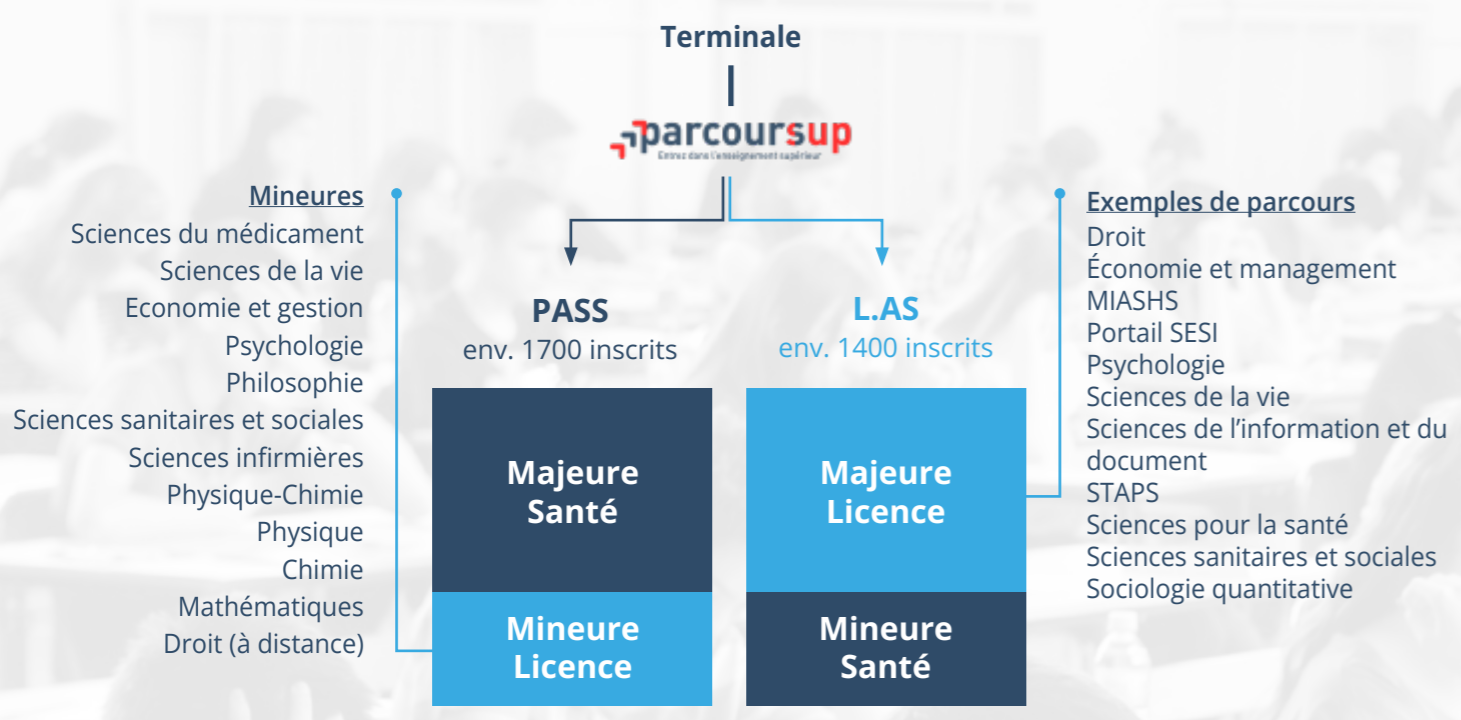 Terminale
parcoursup
Entrez dans l'enseignement supérieur
Mineures
Sciences du médicament
Sciences de la vie
Economie et gestion
Psychologie
Philosophie
Sciences sanitaires et sociales
Sciences infirmières
Physique-Chimie
Physique
Chimie
Mathématiques
Droit (à distance)
PASS
env. 1700 inscrits
Majeure
Santé
Mineure
Licence
L.AS
env. 1400 inscrits
Majeure
Licence
Mineure
Santé
Exemples de parcours
Droit
Économie et management
MIASHS
Portail SESI
Psychologie
Sciences de la vie
Sciences de l'information et du
document
STAPS
Sciences pour la santé
Sciences sanitaires et sociales
Sociologie quantitative